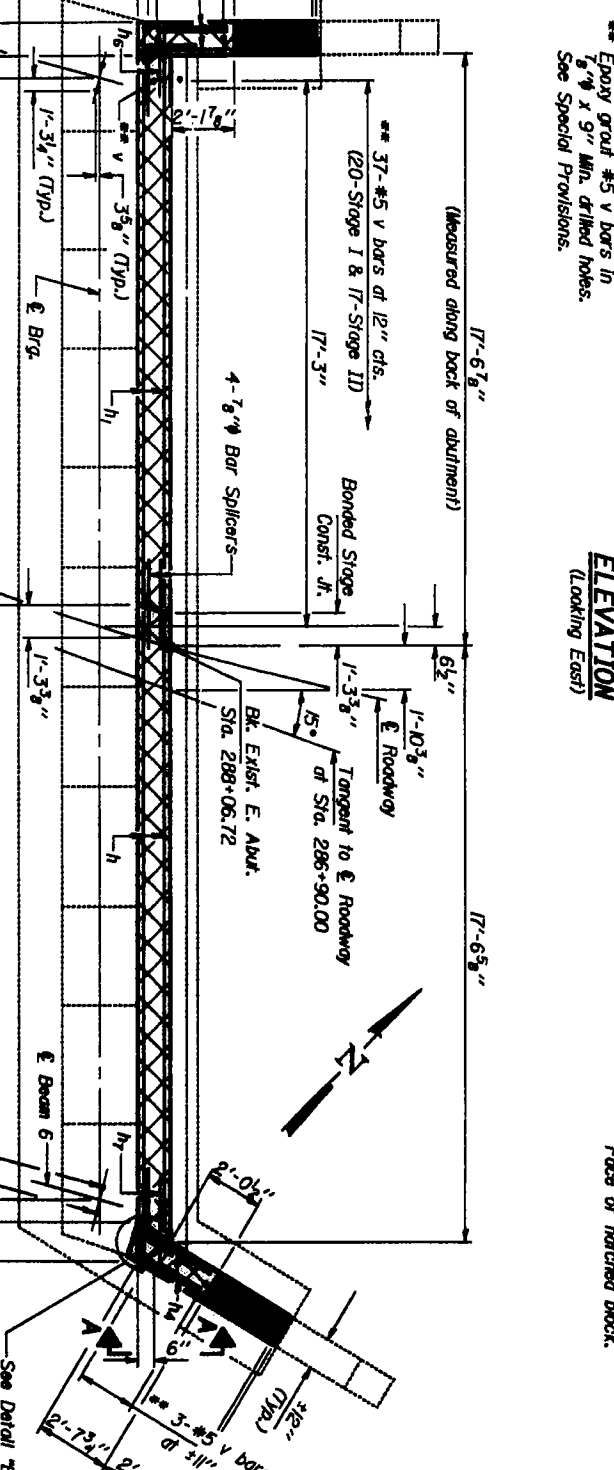 ** Epoxy grout #5 v bars in
7/8"ϕ x 9" Min. drilled holes.
See Special Provisions.
ELEVATION
(Looking East)
17'-6 7/8"
(Measured along back of abutment)
17'-6 5/8"
** 37-#5 v bars at 12" cts.
(20-Stage I & 17-Stage II)
17'-3"
Bonded Stage
Const. Jt.
6 1/2"
1'-10 3/8"
℄ Roadway
1'-3 3/8"
15°
Tangent to ℄ Roadway
at Sta. 286+90.00
N
4-7/8"ϕ Bar Splicers
Bk. Exist. E. Abut.
Sta. 288+06.72
2'-1 7/8"
h6
** v
1'-3 1/4" (Typ.)
3 5/8" (Typ.)
℄ Brg.
h1
1'-3 3/8"
h
℄ Beam 6
h7
2'-0 1/2"
h4
A
A
6"
±12"
(Typ.)
** 3-#5 v bars
at ±11"
2'-7 3/4"
2'
See Detail